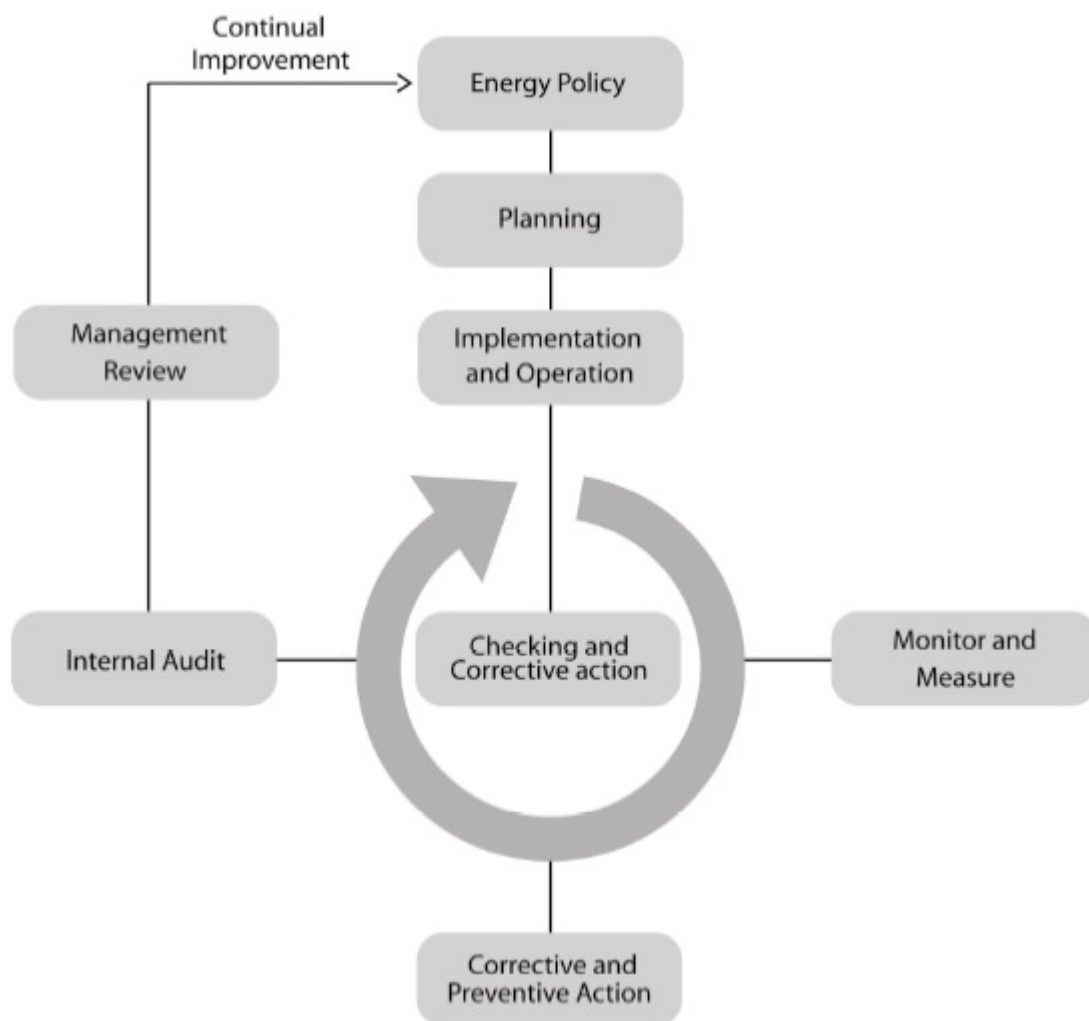 Continual
Improvement
Energy Policy
Planning
Management
Review
Implementation
and Operation
Internal Audit
Checking and
Corrective action
Monitor and
Measure
Corrective and
Preventive Action